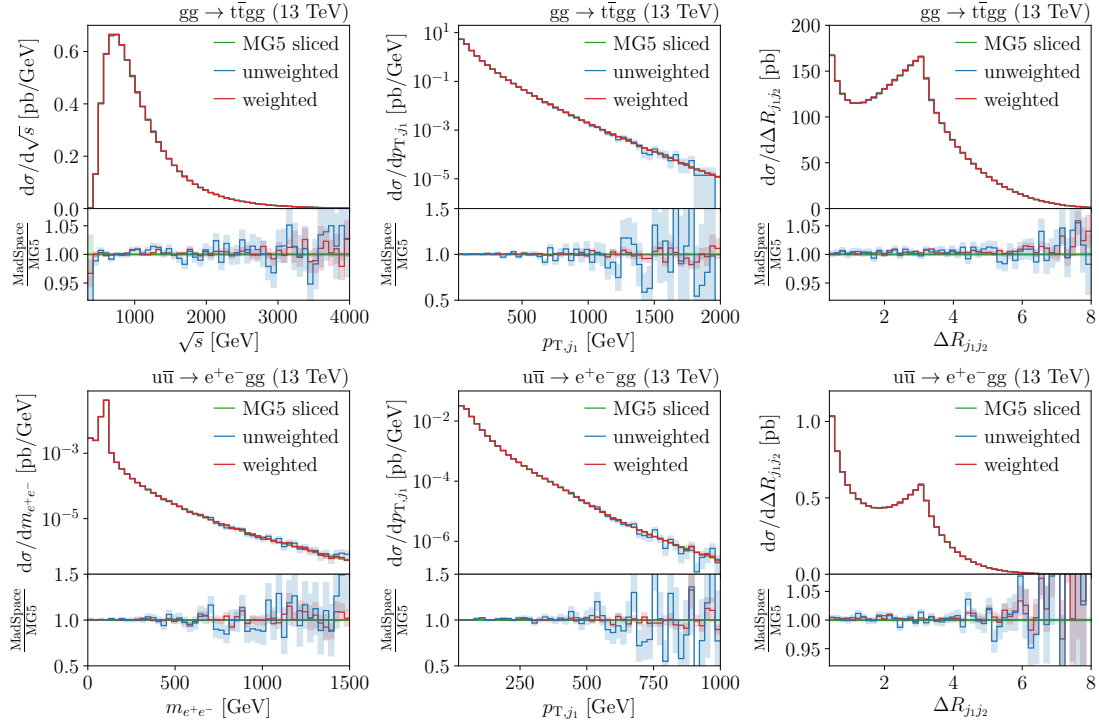 gg → tt̄gg (13 TeV)
MG5 sliced
unweighted
weighted
dσ/d√s [pb/GeV]
0.6
0.4
0.2
0.0
MadSpace
MG5
1.05
1.00
0.95
1000 2000 3000 4000
√s [GeV]
gg → tt̄gg (13 TeV)
MG5 sliced
unweighted
weighted
dσ/dp_T,j₁ [pb/GeV]
10¹
10⁻¹
10⁻³
10⁻⁵
MadSpace
MG5
1.5
1.0
0.5
500 1000 1500 2000
p_T,j₁ [GeV]
gg → tt̄gg (13 TeV)
MG5 sliced
unweighted
weighted
dσ/dΔR_j₁j₂ [pb]
200
150
100
50
0
MadSpace
MG5
1.05
1.00
0.95
2 4 6 8
ΔR_j₁j₂
uū → e⁺e⁻gg (13 TeV)
MG5 sliced
unweighted
weighted
dσ/dm_e⁺e⁻ [pb/GeV]
10⁻³
10⁻⁵
MadSpace
MG5
1.5
1.0
0.5
0 500 1000 1500
m_e⁺e⁻ [GeV]
uū → e⁺e⁻gg (13 TeV)
MG5 sliced
unweighted
weighted
dσ/dp_T,j₁ [pb/GeV]
10⁻²
10⁻⁴
10⁻⁶
MadSpace
MG5
1.5
1.0
0.5
250 500 750 1000
p_T,j₁ [GeV]
uū → e⁺e⁻gg (13 TeV)
MG5 sliced
unweighted
weighted
dσ/dΔR_j₁j₂ [pb]
1.0
0.5
0.0
MadSpace
MG5
1.05
1.00
0.95
2 4 6 8
ΔR_j₁j₂